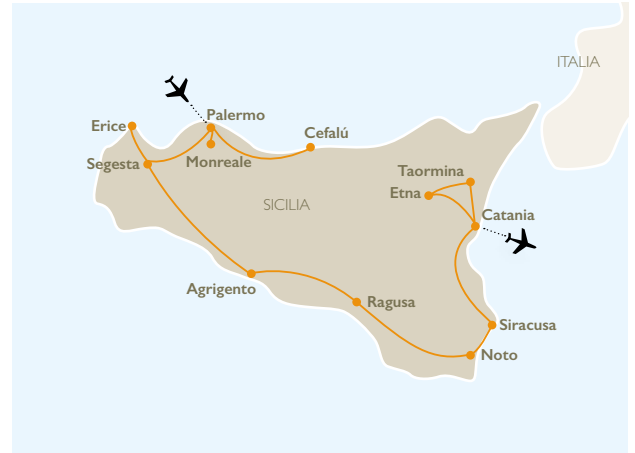 ITALIA
Palermo
Erice
Cefalú
Segesta
Monreale
Taormina
Etna
SICILIA
Catania
Agrigento
Ragusa
Siracusa
Noto